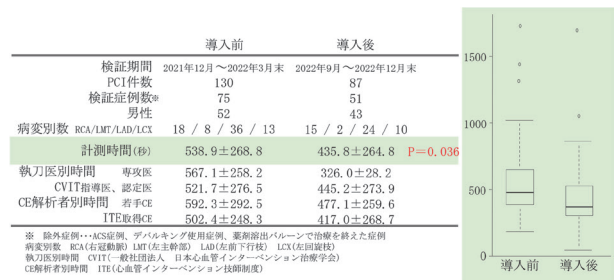 導入前 導入後
検証期間 2021年12月～2022年3月末 2022年9月～2022年12月末
PCI件数 130 87
検証症例数※ 75 51
男性 52 43
病変別数 RCA/LMT/LAD/LCX 18 / 8 / 36 / 13 15 / 2 / 24 / 10
計測時間(秒) 538.9±268.8 435.8±264.8 P=0.036
執刀医別時間 専攻医 567.1±258.2 326.0±28.2
CVIT指導医、認定医 521.7±276.5 445.2±273.9
CE解析者別時間 若手CE 592.3±292.5 477.1±259.6
ITE取得CE 502.4±248.3 417.0±268.7
※ 除外症例・・・ACS症例、デバルキング使用症例、薬剤溶出バルーンで治療を終えた症例
病変別数 RCA(右冠動脈) LMT(左主幹部) LAD(左前下行枝) LCX(左回旋枝)
執刀医別時間 CVIT(一般社団法人 日本心血管インターベンション治療学会)
CE解析者別時間 ITE(心血管インターベンション技師制度)
1500
1000
500
0
導入前 導入後